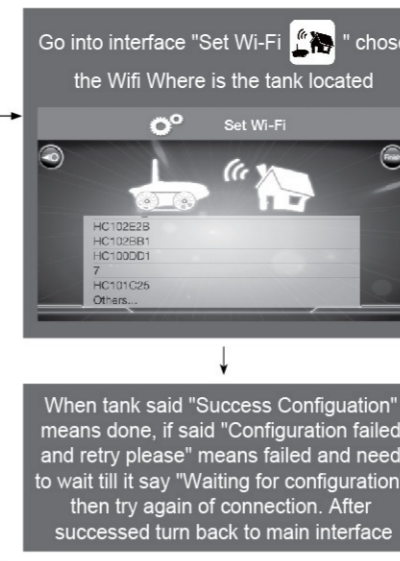 Go into interface "Set Wi-Fi " chose
the Wifi Where is the tank located
Set Wi-Fi
HC102E2B
HC102BB1
HC100DD1
7
HC101C25
Others...
When tank said "Success Configuation"
means done, if said "Configuration failed
and retry please" means failed and need
to wait till it say "Waiting for configuration
then try again of connection. After
successed turn back to main interface